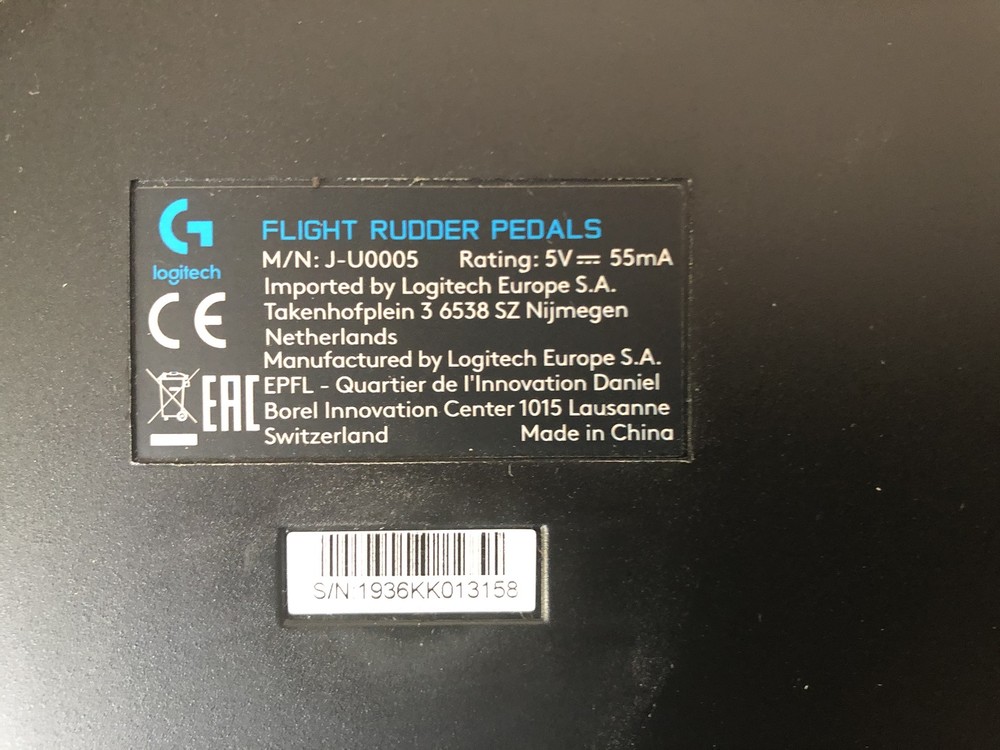 logitech
FLIGHT RUDDER PEDALS
M/N: J-U0005 Rating: 5V⎓ 55mA
Imported by Logitech Europe S.A.
Takenhofplein 3 6538 SZ Nijmegen
Netherlands
Manufactured by Logitech Europe S.A.
EPFL - Quartier de l'Innovation Daniel
Borel Innovation Center 1015 Lausanne
Switzerland Made in China
CE
EAC
S/N:1936KK013158